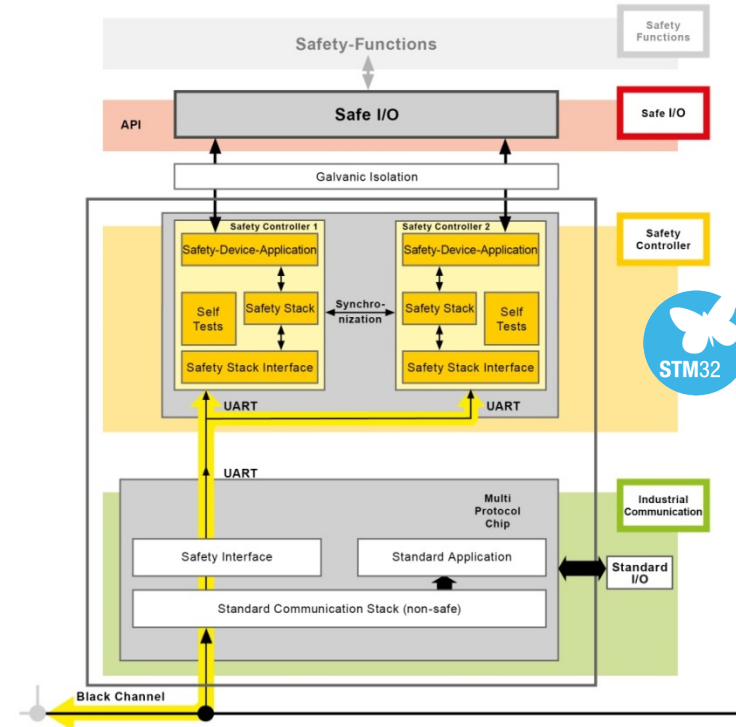 Safety-Functions
Safety
Functions
API
Safe I/O
Safe I/O
Galvanic Isolation
Safety Controller 1
Safety Controller 2
Safety
Controller
Safety-Device-Application
Safety-Device-Application
Self
Tests
Safety Stack
Synchro-
nization
Safety Stack
Self
Tests
Safety Stack Interface
Safety Stack Interface
STM32
UART
UART
UART
Multi
Protocol
Chip
Industrial
Communication
Safety Interface
Standard Application
Standard
I/O
Standard Communication Stack (non-safe)
Black Channel